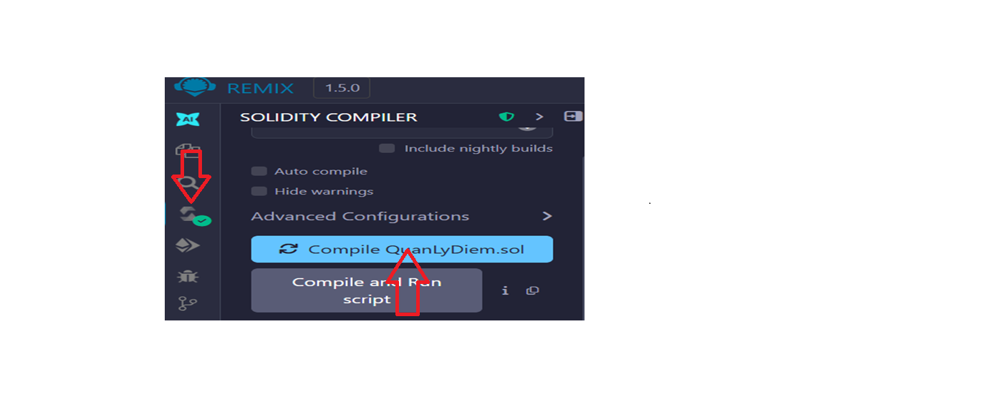 REMIX 1.5.0
AI
SOLIDITY COMPILER
Include nightly builds
Auto compile
Hide warnings
Advanced Configurations
Compile QuanLyDiem.sol
Compile and Run
script